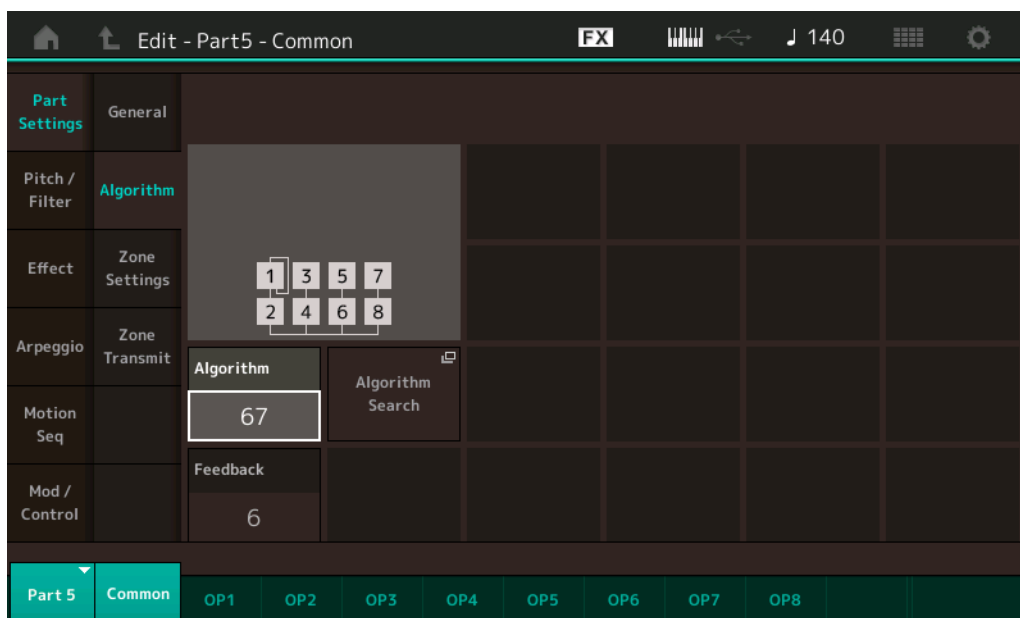 Edit - Part5 - Common
FX
140
Part
Settings
General
Pitch /
Filter
Algorithm
Effect
Zone
Settings
1 3 5 7
2 4 6 8
Arpeggio
Zone
Transmit
Algorithm
67
Algorithm
Search
Motion
Seq
Feedback
6
Mod /
Control
Part 5
Common
OP1 OP2 OP3 OP4 OP5 OP6 OP7 OP8